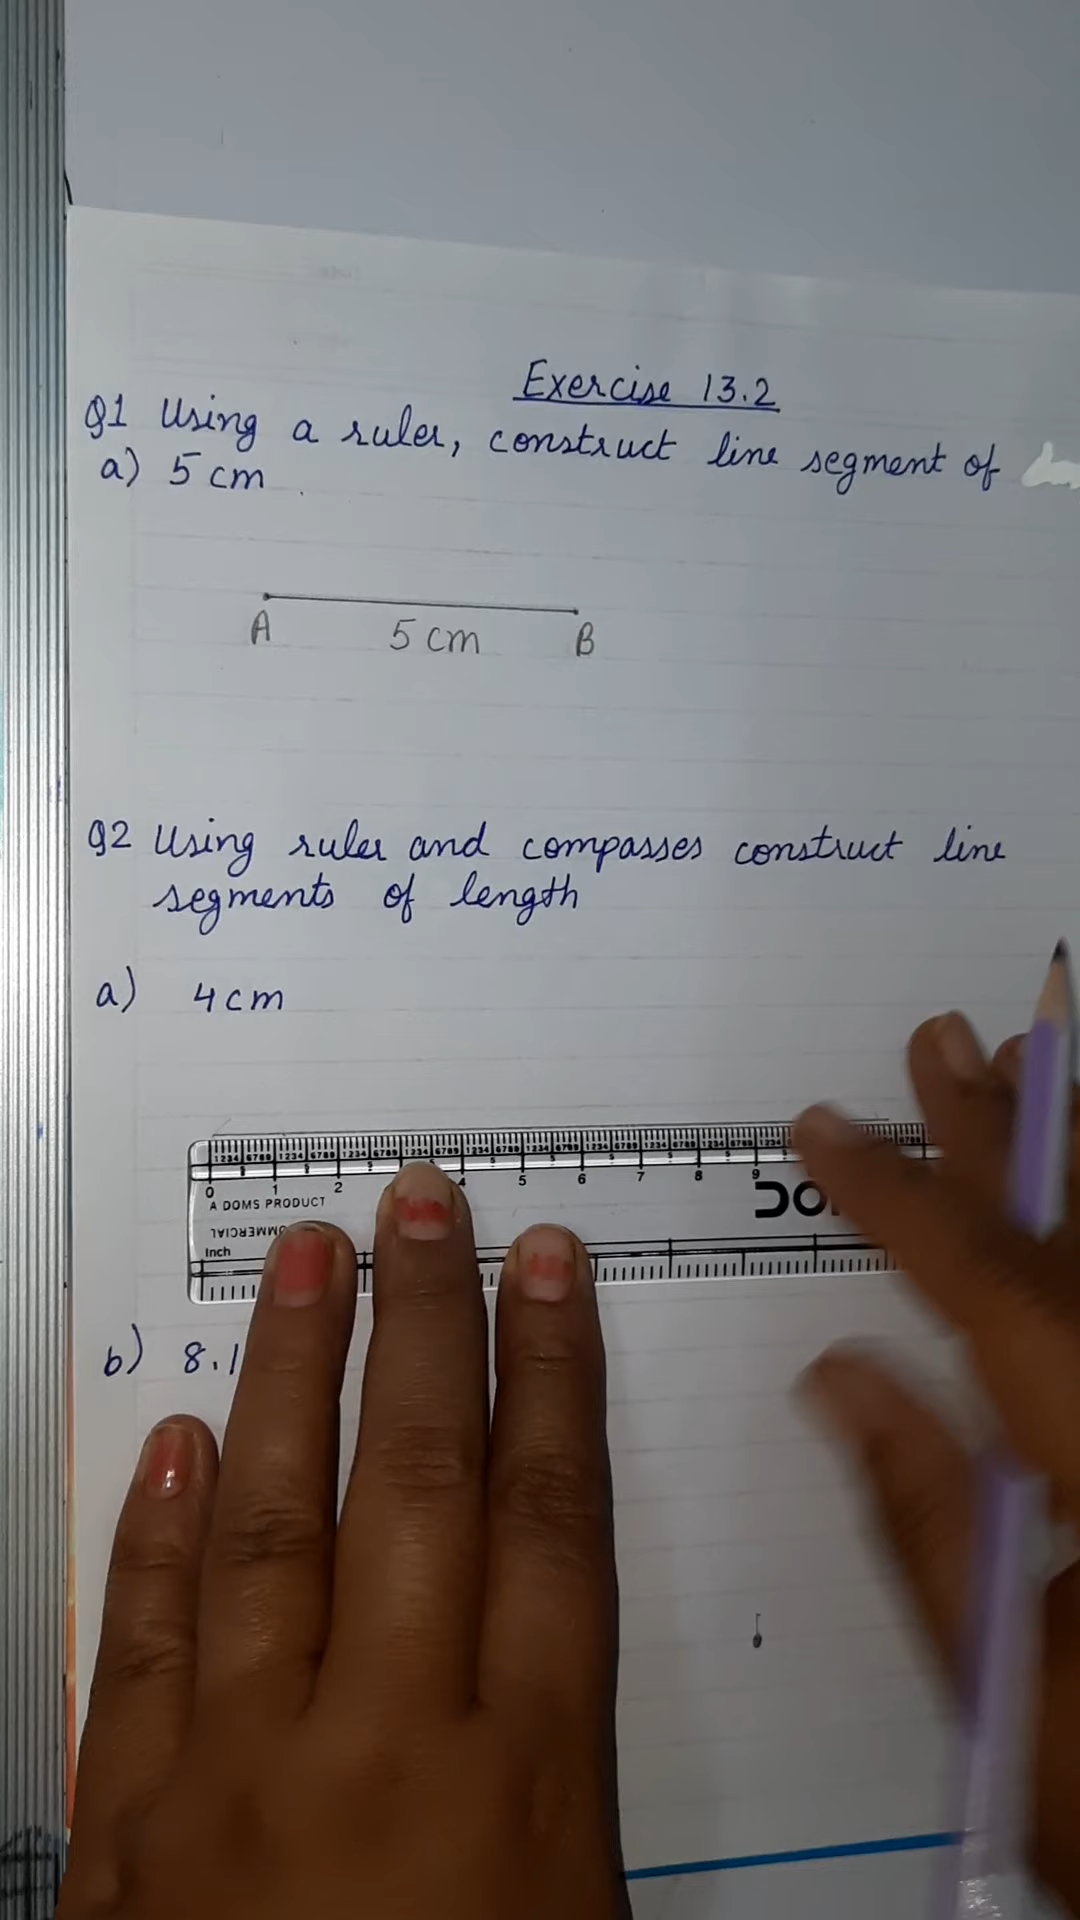 Exercise 13.2
Q1 Using a ruler, construct line segment of
a) 5 cm
A 5 cm B
Q2 Using ruler and compasses construct line
segments of length
a) 4 cm
0 1 2 4 5 6 7 8 9
A DOMS PRODUCT
Inch
b) 8.1